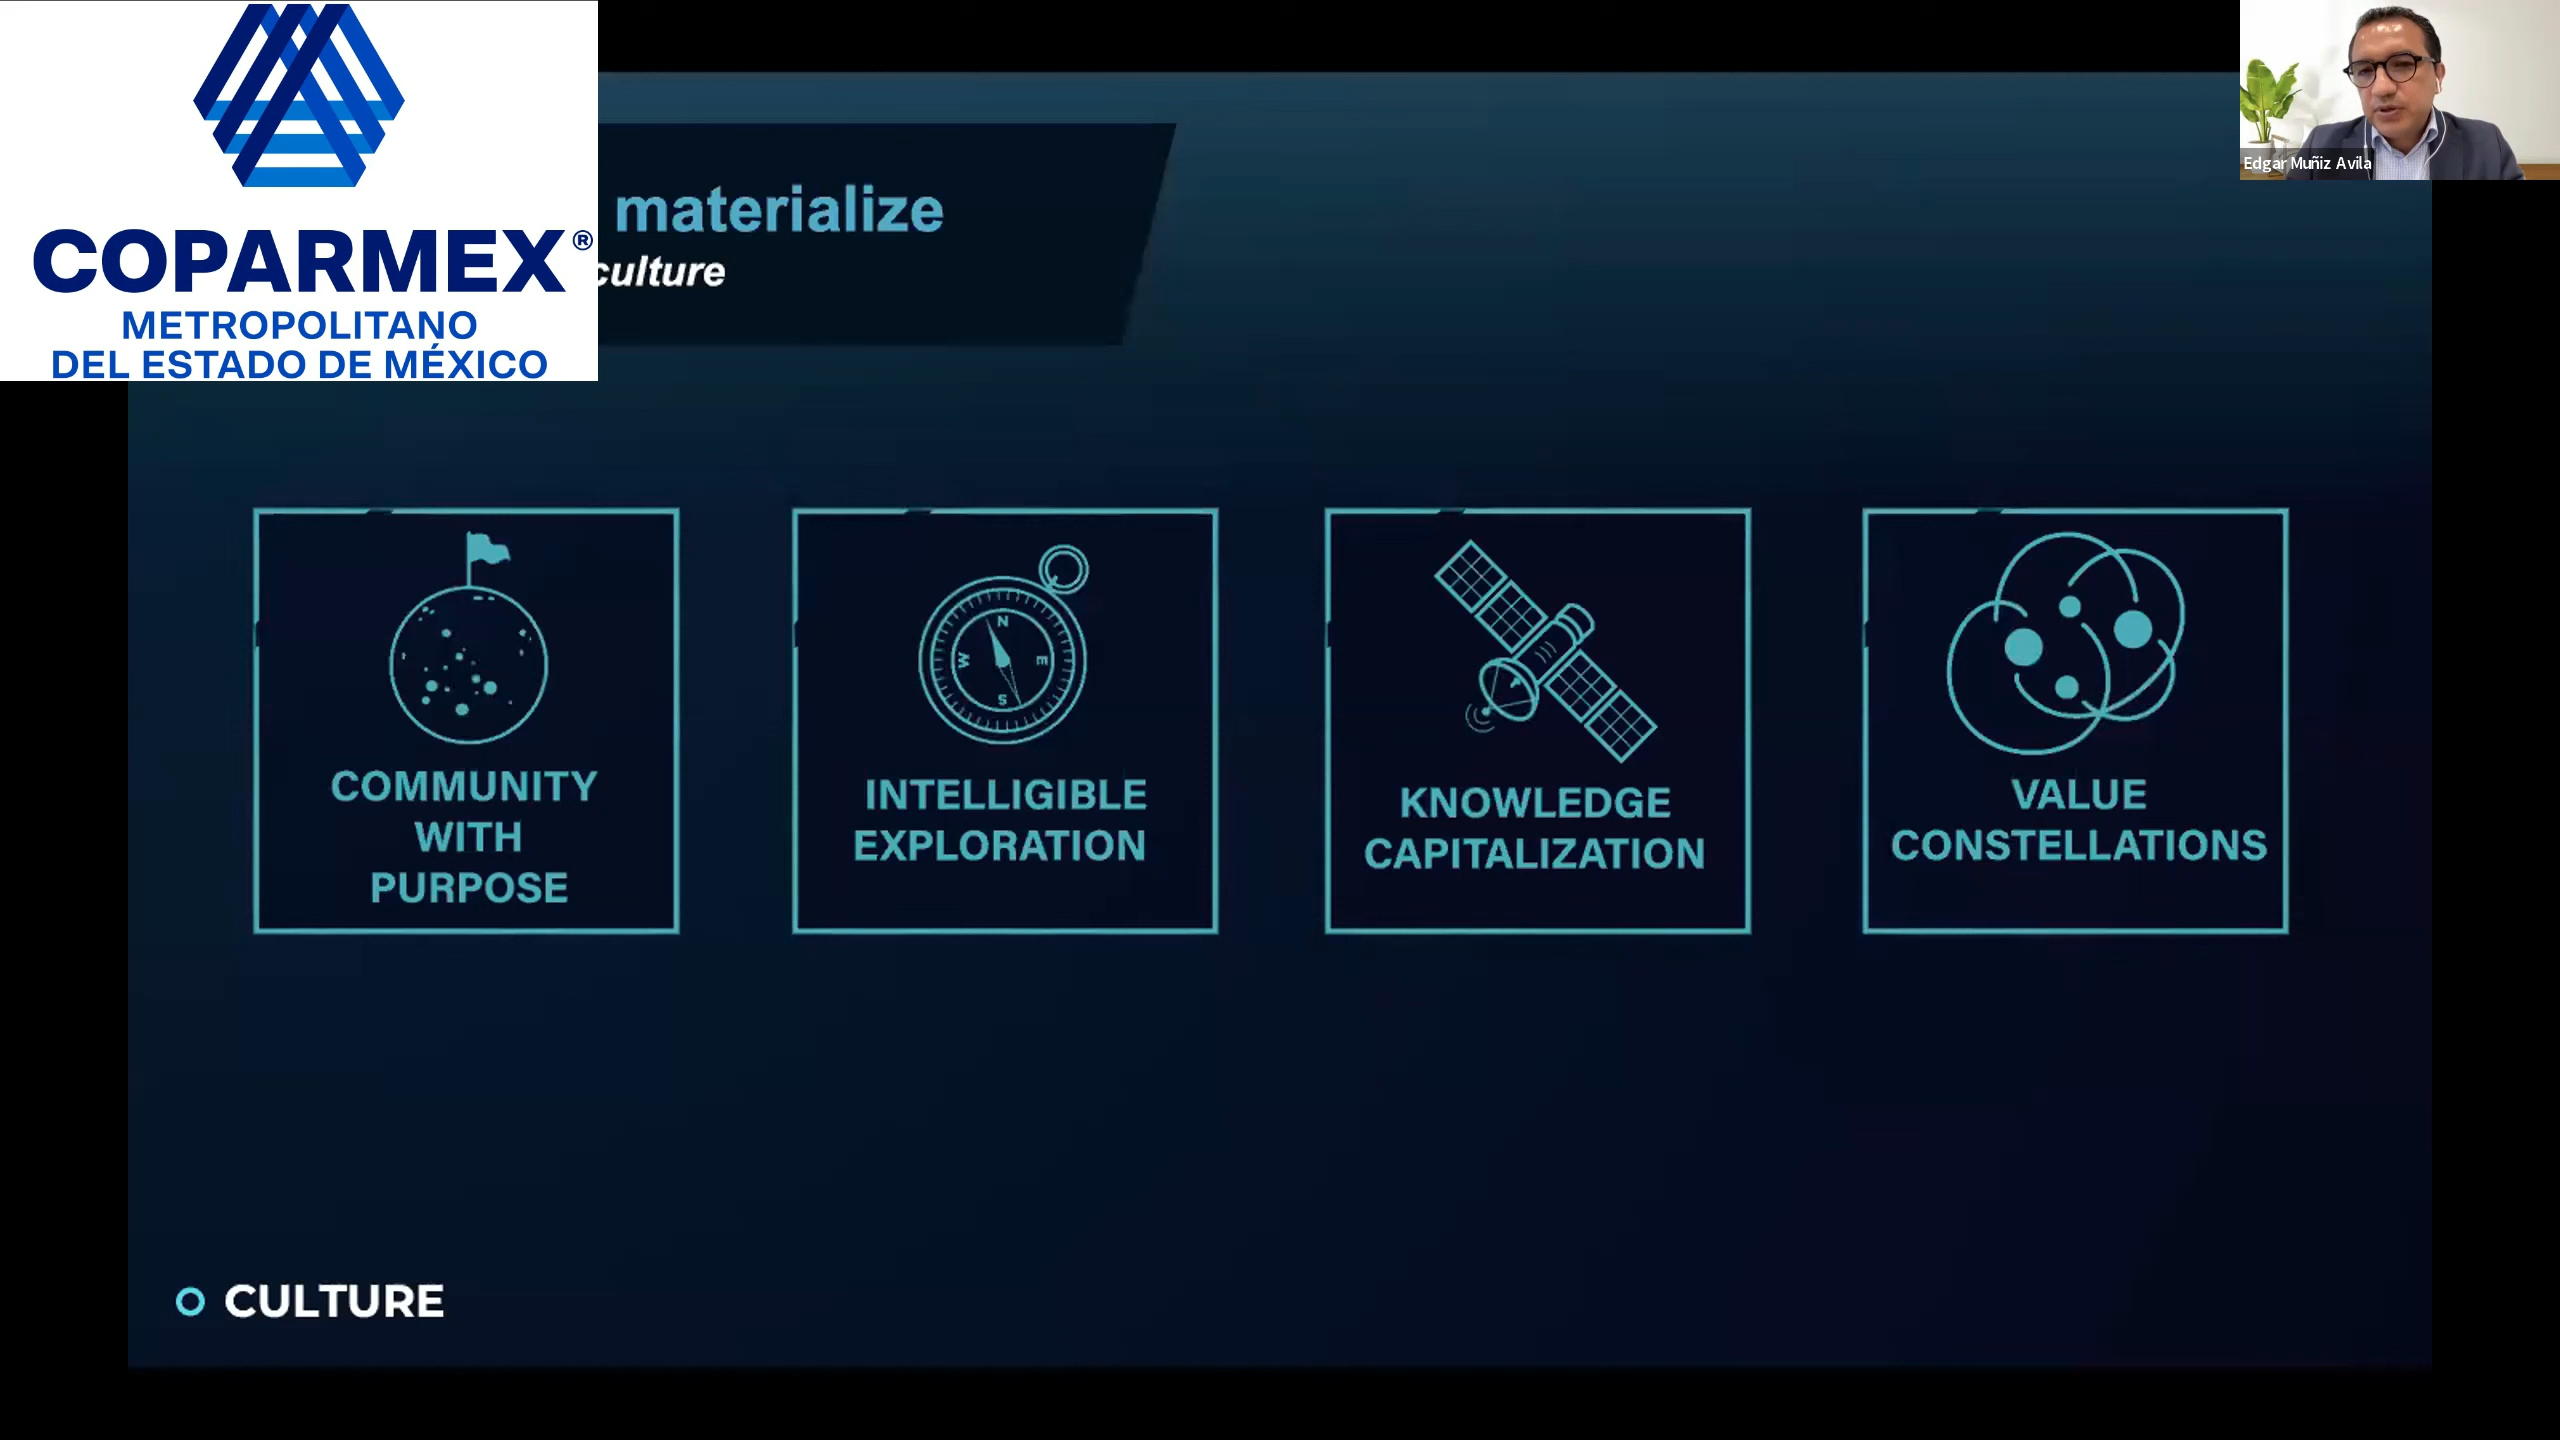 COPARMEX®
METROPOLITANO
DEL ESTADO DE MÉXICO
materialize
culture
Edgar Muñiz Avila
N
W E
S
COMMUNITY
WITH
PURPOSE
INTELLIGIBLE
EXPLORATION
KNOWLEDGE
CAPITALIZATION
VALUE
CONSTELLATIONS
CULTURE